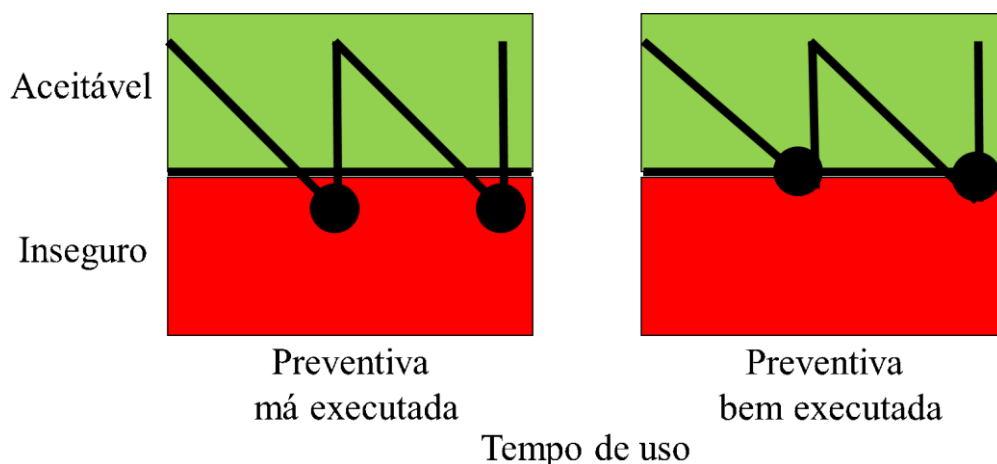 Aceitável
Inseguro
Preventiva
má executada
Preventiva
bem executada
Tempo de uso